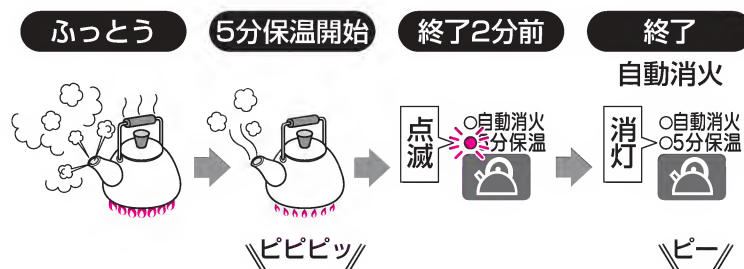 ふっとう
5分保温開始
終了2分前
終了
自動消火
点滅
○自動消火
分保温
消灯
○自動消火
○5分保温
ピピピッ
ピー